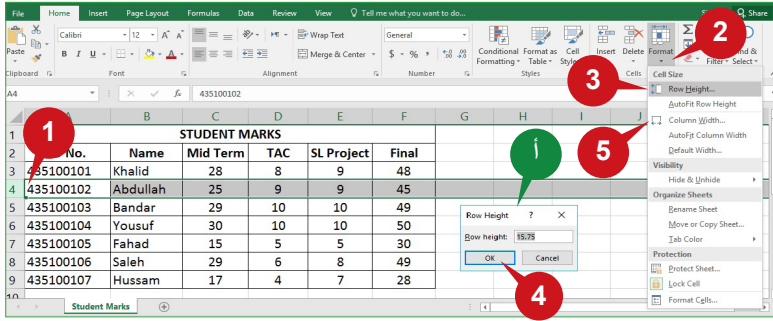 File Home Insert Page Layout Formulas Data Review View Tell me what you want to do... Share
Calibri 12 A A Wrap Text General
Paste B I U A Merge & Center $ % , Conditional Format as Cell Insert Delete Format
Formatting Table Filter Select
Clipboard Font Alignment Number Styles Cells
A4 fx 435100102
Cell Size
Row Height...
AutoFit Row Height
Column Width...
AutoFit Column Width
Default Width...
Visibility
Hide & Unhide
Organize Sheets
Rename Sheet
Move or Copy Sheet...
Tab Color
Protection
Protect Sheet...
Lock Cell
Format Cells...
A B C D E F G H I J
1 STUDENT MARKS
2 No. Name Mid Term TAC SL Project Final
3 435100101 Khalid 28 8 9 48
4 435100102 Abdullah 25 9 9 45
5 435100103 Bandar 29 10 10 49
6 435100104 Yousuf 30 10 10 50
7 435100105 Fahad 15 5 5 30
8 435100106 Saleh 29 6 8 49
9 435100107 Hussam 17 4 7 28
10
Row Height ? X
Row height: 15.75
OK Cancel
Student Marks
1
2
3
4
5
أ